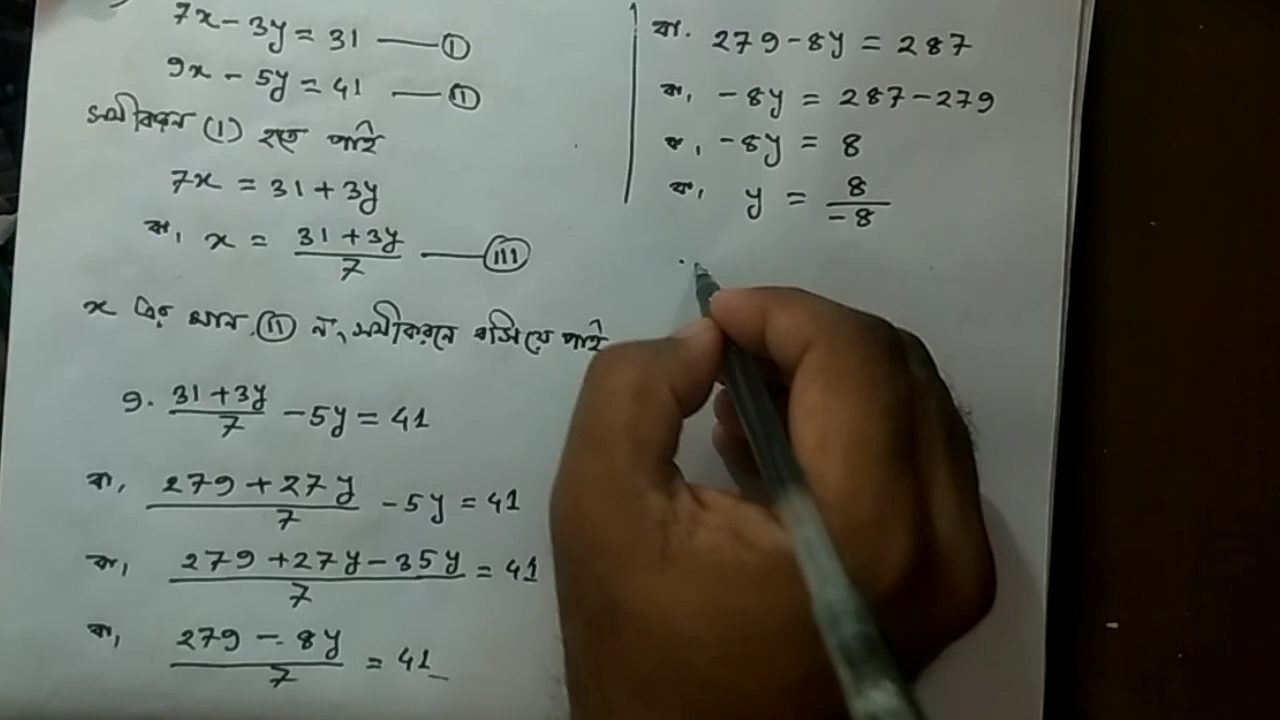 7x - 3y = 31 —— (I)
9x - 5y = 41 —— (II)
সমীকরন (I) হতে পাই
7x = 31 + 3y
বা, x = (31 + 3y)/7 —— (III)
x এর মান (II) নং সমীকরনে বসিয়ে পাই
9. (31 + 3y)/7 - 5y = 41
বা, (279 + 27y)/7 - 5y = 41
বা, (279 + 27y - 35y)/7 = 41
বা, (279 - 8y)/7 = 41
বা. 279 - 8y = 287
বা, -8y = 287 - 279
বা, -8y = 8
বা, y = 8/-8